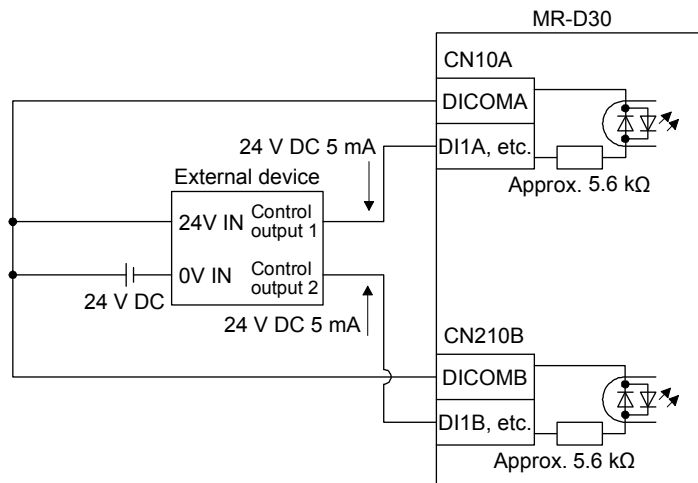 MR-D30
CN10A
DICOMA
24 V DC 5 mA
DI1A, etc.
Approx. 5.6 kΩ
External device
24V IN
Control
output 1
0V IN
Control
output 2
24 V DC
24 V DC 5 mA
CN210B
DICOMB
DI1B, etc.
Approx. 5.6 kΩ